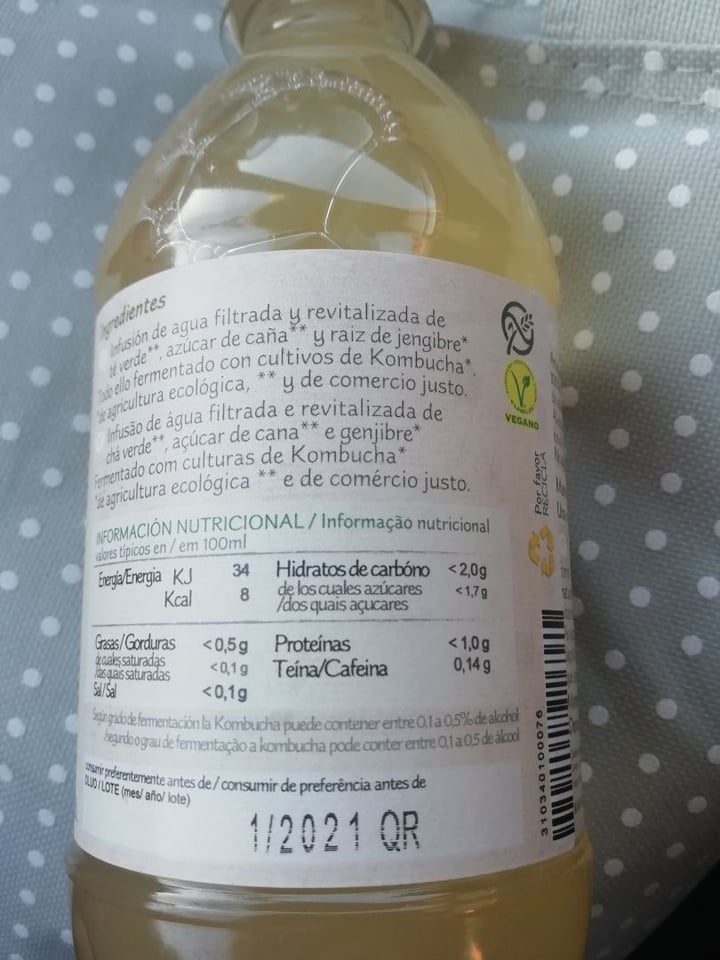 Ingredientes
Infusión de agua filtrada y revitalizada de
té verde**, azúcar de caña** y raiz de jengibre*
Todo ello fermentado con cultivos de Kombucha*.
*de agricultura ecológica, ** y de comercio justo.
Infusão de água filtrada e revitalizada de
chá verde**, açúcar de cana** e genjibre*
Fermentado com culturas de Kombucha*
*de agricultura ecológica ** e de comércio justo.
INFORMACIÓN NUTRICIONAL / Informação nutricional
valores típicos en / em 100ml
Energía/Energia KJ 34
Kcal 8
Hidratos de carbóno <2,0g
de los cuales azúcares <1,7g
/dos quais açucares
Grasas/Gorduras <0,5g
de cuales saturadas <0,1g
/das quais saturadas
Sal/Sal <0,1g
Proteínas <1,0g
Teína/Cafeina 0,14g
Según grado de fermentación la Kombucha puede contener entre 0,1 a 0,5% de alcohol
/segundo o grau de fermentação a kombucha pode conter entre 0,1 a 0,5 de álcool
consumir preferentemente antes de / consumir de preferência antes de
DLUO / LOTE (mes/ año/ lote)
1/2021 QR
VEGANO
Por favor
RECICLA
310340100076